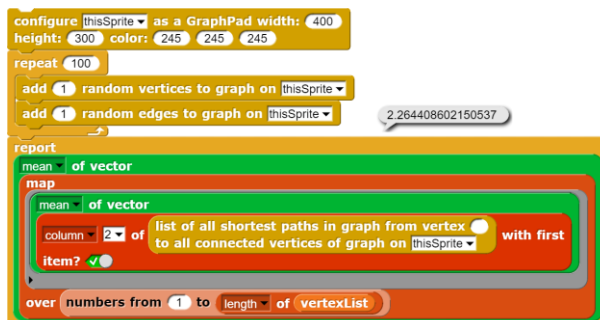 configure thisSprite as a GraphPad width: 400
height: 300 color: 245 245 245
repeat 100
add 1 random vertices to graph on thisSprite
add 1 random edges to graph on thisSprite
2.264408602150537
report
mean of vector
map
mean of vector
column 2 of list of all shortest paths in graph from vertex
to all connected vertices of graph on thisSprite with first
item?
over numbers from 1 to length of vertexList